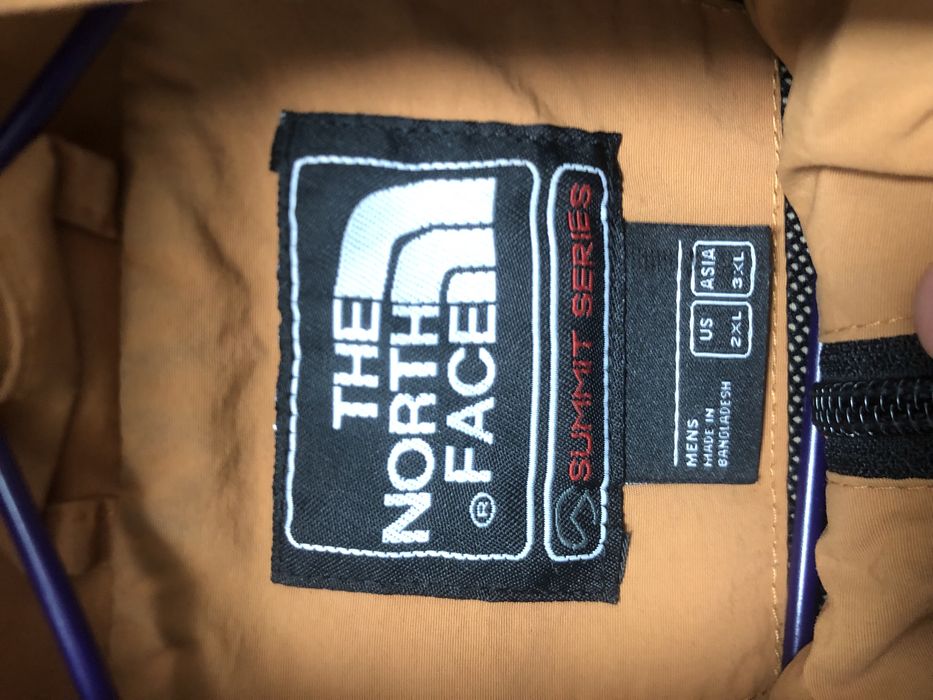 THE
NORTH
® FACE
SUMMIT SERIES
MENS
MADE IN
BANGLADESH
US
2XL
ASIA
3XL